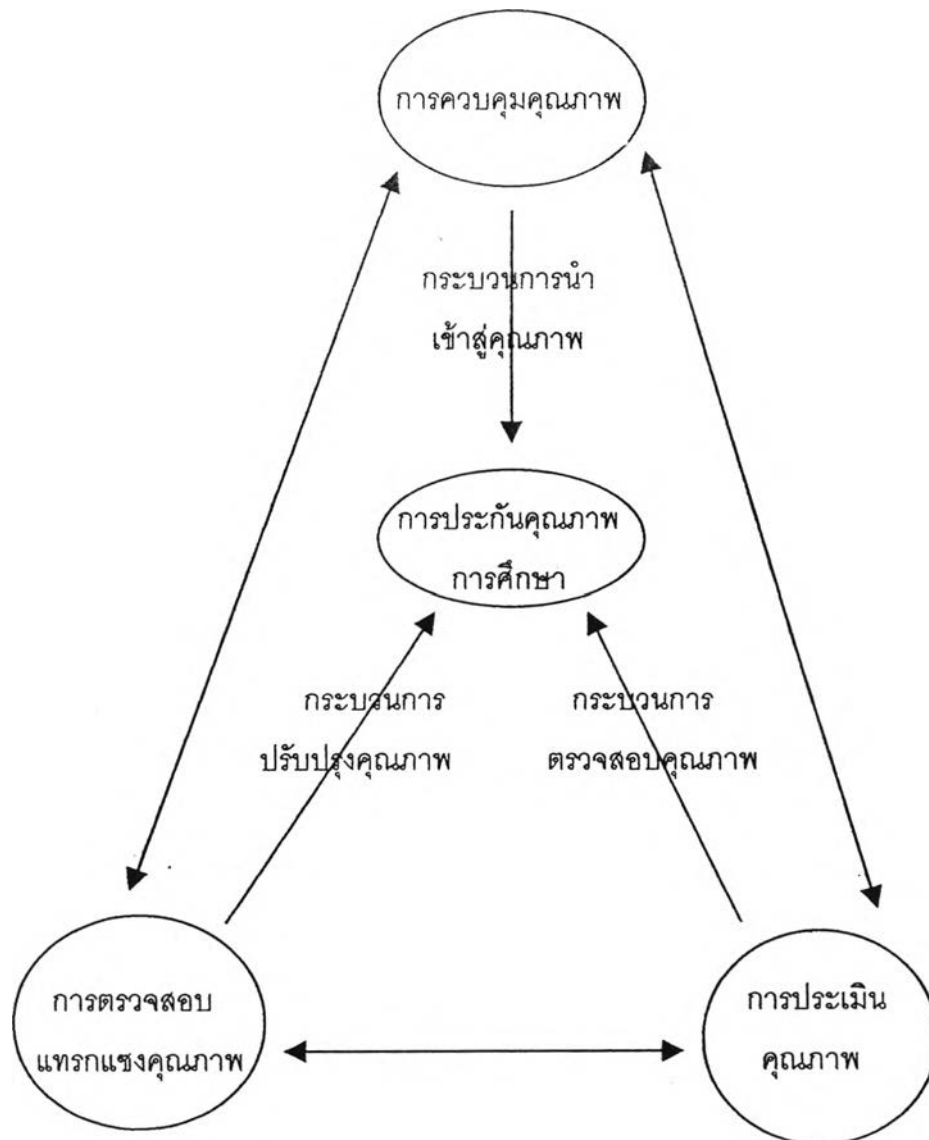 การควบคุมคุณภาพ
กระบวนการนำ
เข้าสู่คุณภาพ
การประกันคุณภาพ
การศึกษา
กระบวนการ
ปรับปรุงคุณภาพ
กระบวนการ
ตรวจสอบคุณภาพ
การตรวจสอบ
แทรกแซงคุณภาพ
การประเมิน
คุณภาพ